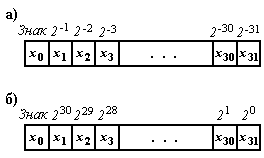 а)
Знак 2⁻¹ 2⁻² 2⁻³ 2⁻³⁰ 2⁻³¹
x₀ x₁ x₂ x₃ . . . x₃₀ x₃₁
б)
Знак 2³⁰ 2²⁹ 2²⁸ 2¹ 2⁰
x₀ x₁ x₂ x₃ . . . x₃₀ x₃₁